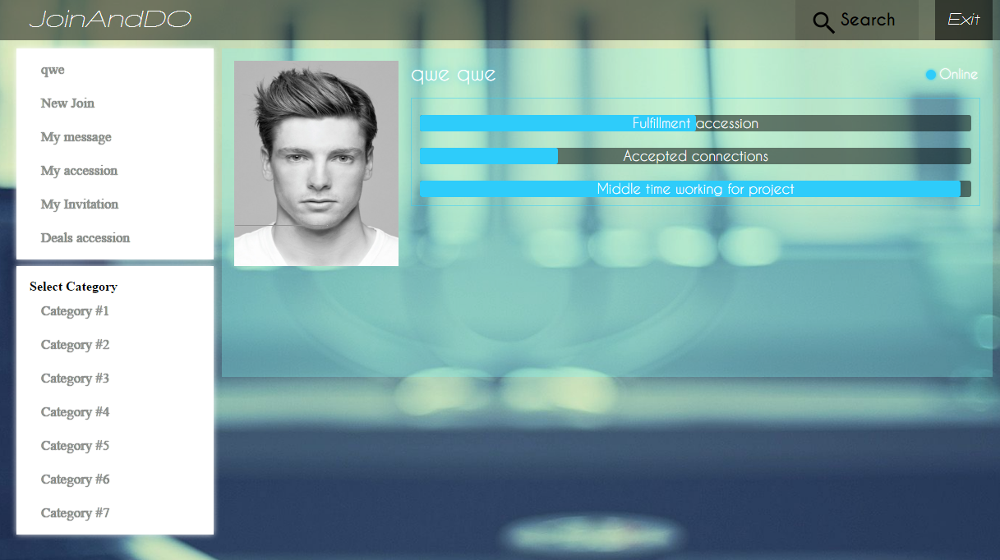 JoinAndDO
Search
Exit
qwe
New Join
My message
My accession
My Invitation
Deals accession
Select Category
Category #1
Category #2
Category #3
Category #4
Category #5
Category #6
Category #7
qwe qwe
Online
Fulfillment accession
Accepted connections
Middle time working for project